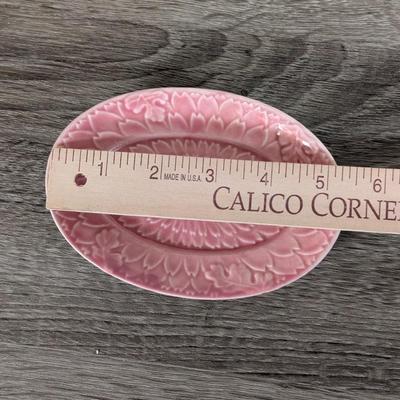 1 2 MADE IN U.S.A. 3 4 5 6
CALICO CORNE